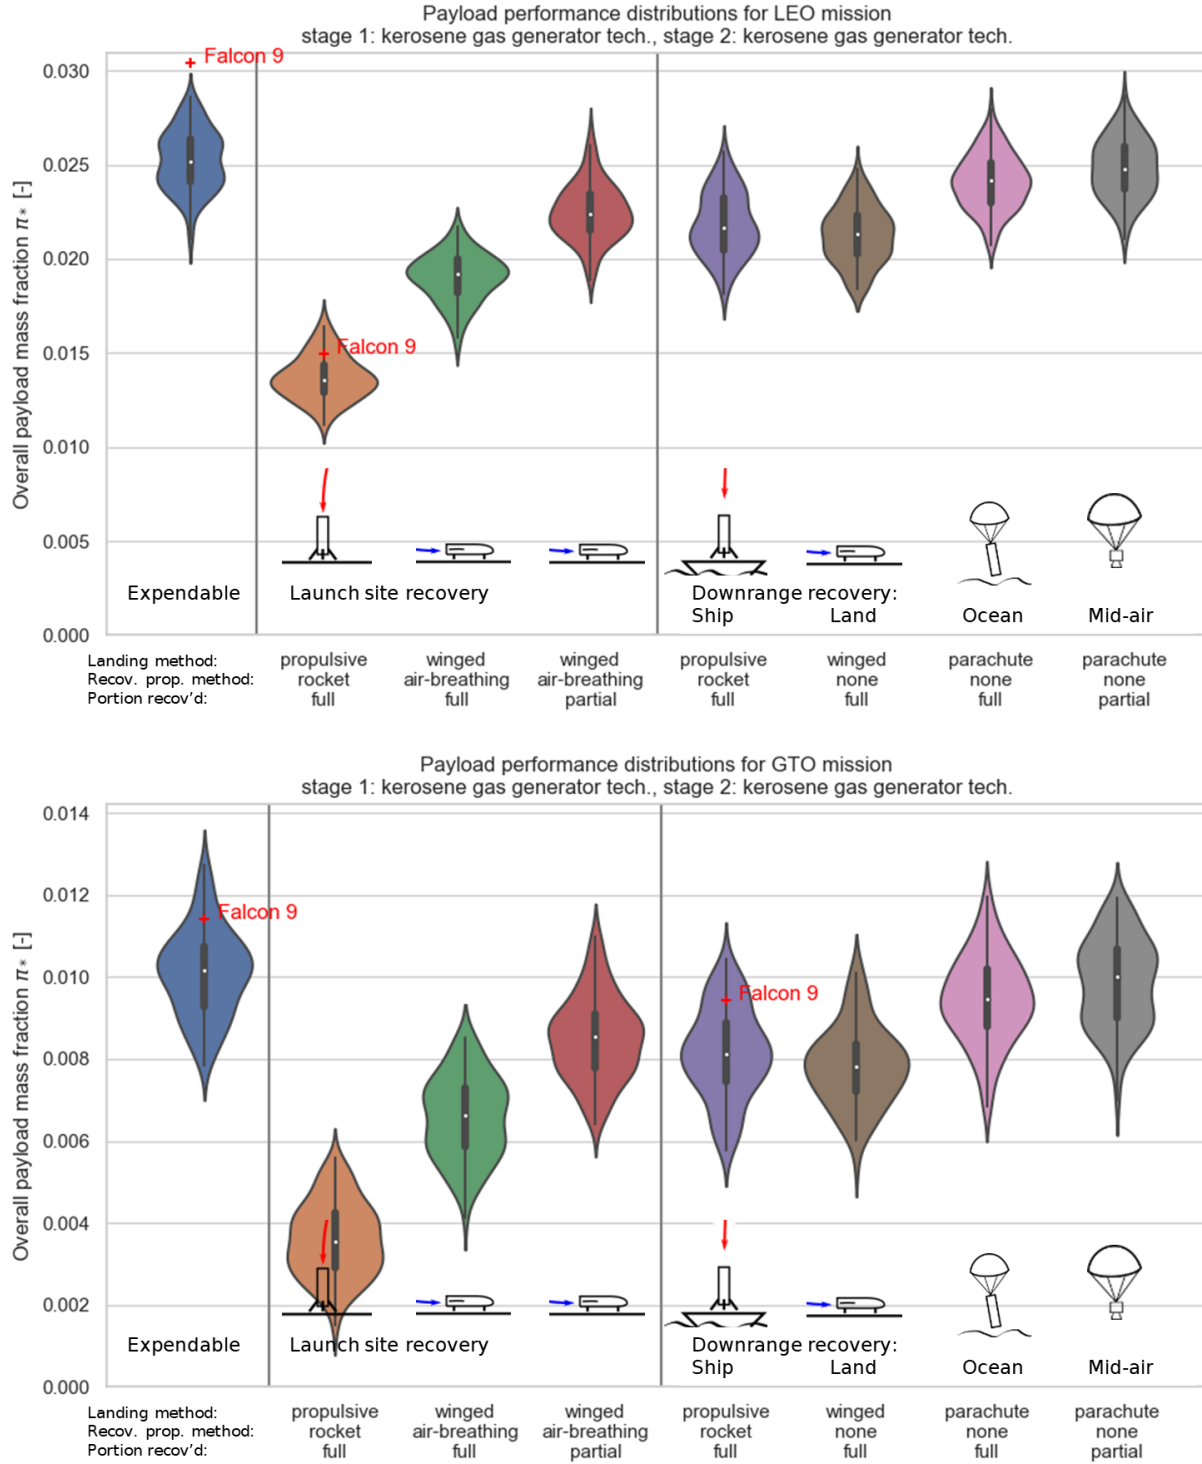 Payload performance distributions for LEO mission
stage 1: kerosene gas generator tech., stage 2: kerosene gas generator tech.
Overall payload mass fraction π* [-]
0.030
0.025
0.020
0.015
0.010
0.005
0.000
Falcon 9
Falcon 9
Expendable
Launch site recovery
Downrange recovery:
Ship
Land
Ocean
Mid-air
Landing method:
Recov. prop. method:
Portion recov'd:
propulsive
rocket
full
winged
air-breathing
full
winged
air-breathing
partial
propulsive
rocket
full
winged
none
full
parachute
none
full
parachute
none
partial
Payload performance distributions for GTO mission
stage 1: kerosene gas generator tech., stage 2: kerosene gas generator tech.
Overall payload mass fraction π* [-]
0.014
0.012
0.010
0.008
0.006
0.004
0.002
0.000
Falcon 9
Falcon 9
Expendable
Launch site recovery
Downrange recovery:
Ship
Land
Ocean
Mid-air
Landing method:
Recov. prop. method:
Portion recov'd:
propulsive
rocket
full
winged
air-breathing
full
winged
air-breathing
partial
propulsive
rocket
full
winged
none
full
parachute
none
full
parachute
none
partial